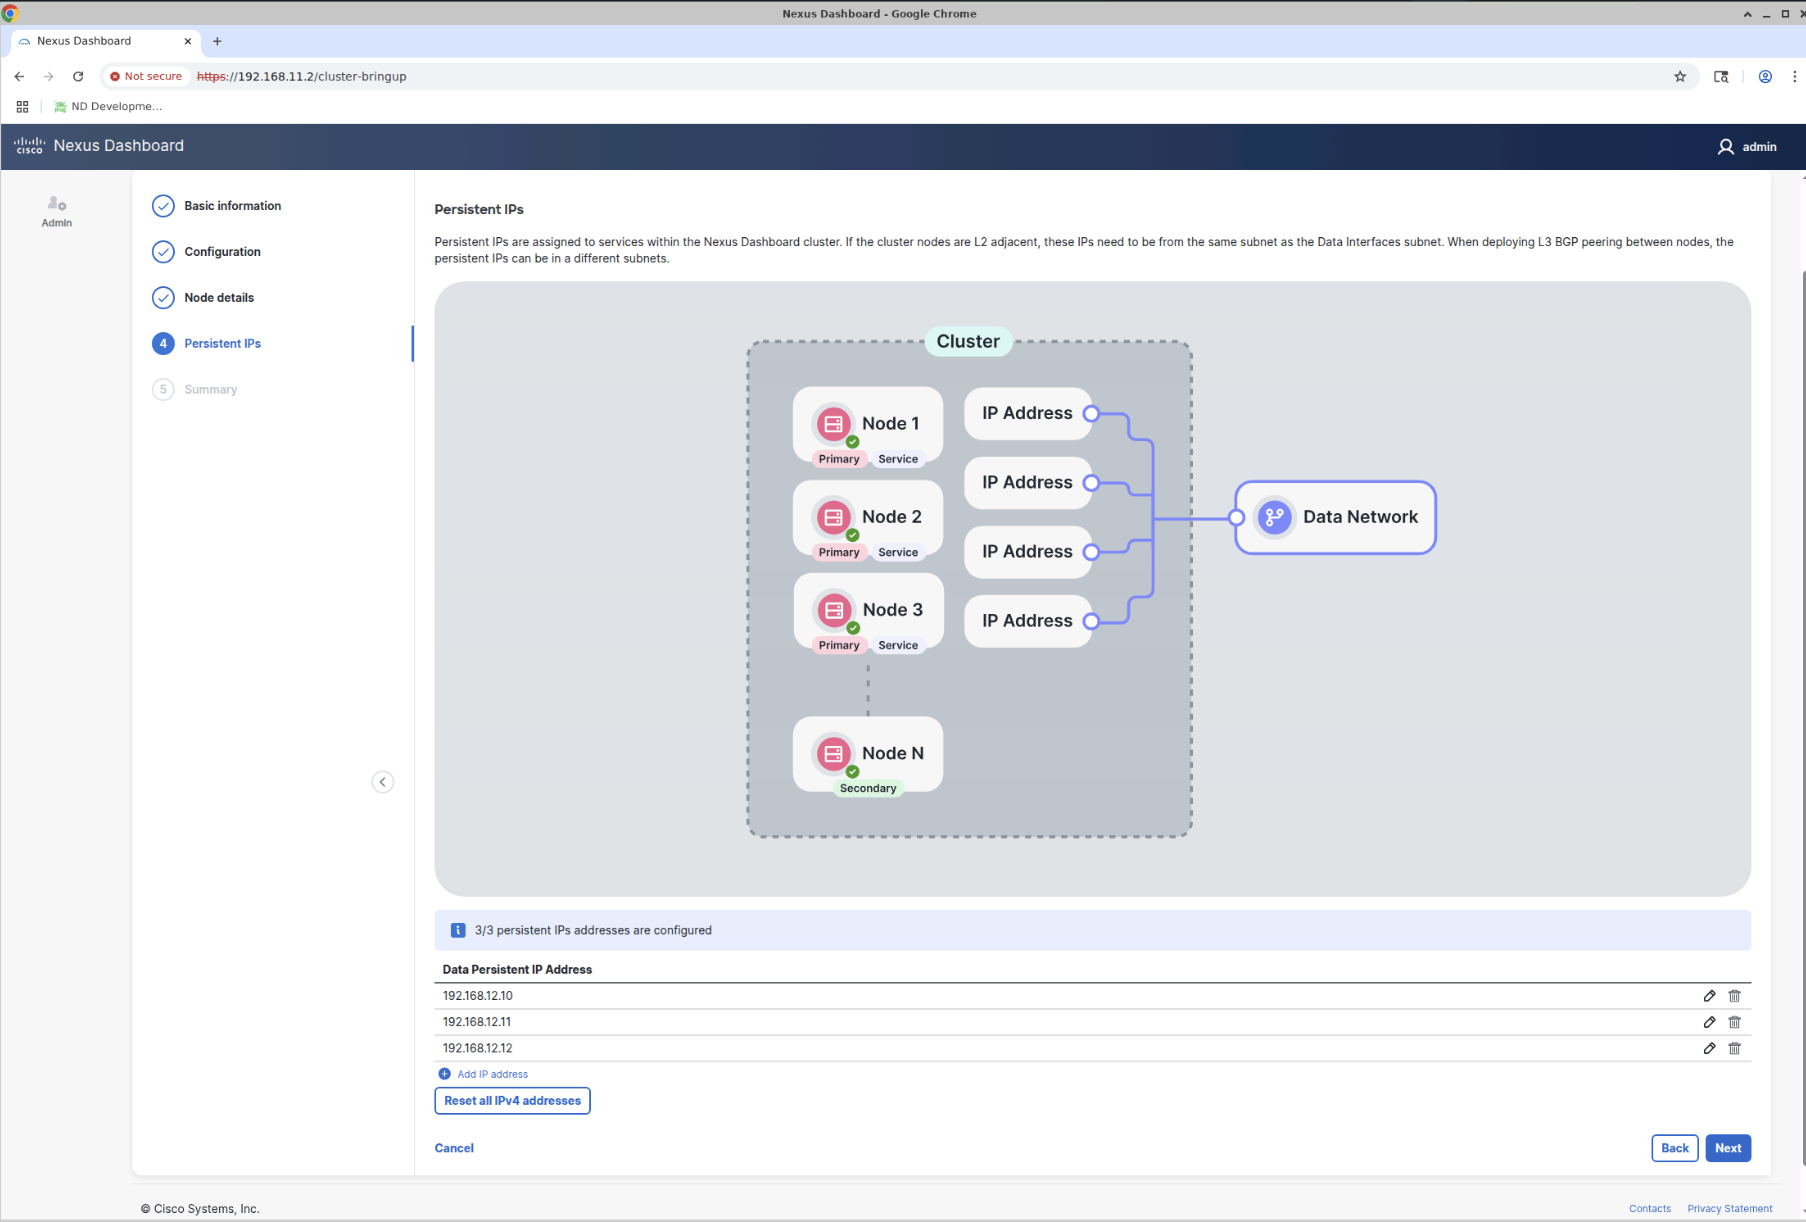 Nexus Dashboard - Google Chrome
Nexus Dashboard
Not secure
https://192.168.11.2/cluster-bringup
ND Developme...
CISCO
Nexus Dashboard
admin
Admin
Basic information
Configuration
Node details
4 Persistent IPs
5 Summary
Persistent IPs
Persistent IPs are assigned to services within the Nexus Dashboard cluster. If the cluster nodes are L2 adjacent, these IPs need to be from the same subnet as the Data Interfaces subnet. When deploying L3 BGP peering between nodes, the
persistent IPs can be in a different subnets.
Cluster
Node 1
Primary Service
Node 2
Primary Service
Node 3
Primary Service
Node N
Secondary
IP Address
IP Address
IP Address
IP Address
Data Network
3/3 persistent IPs addresses are configured
Data Persistent IP Address
192.168.12.10
192.168.12.11
192.168.12.12
Add IP address
Reset all IPv4 addresses
Cancel
Back
Next
© Cisco Systems, Inc.
Contacts
Privacy Statement